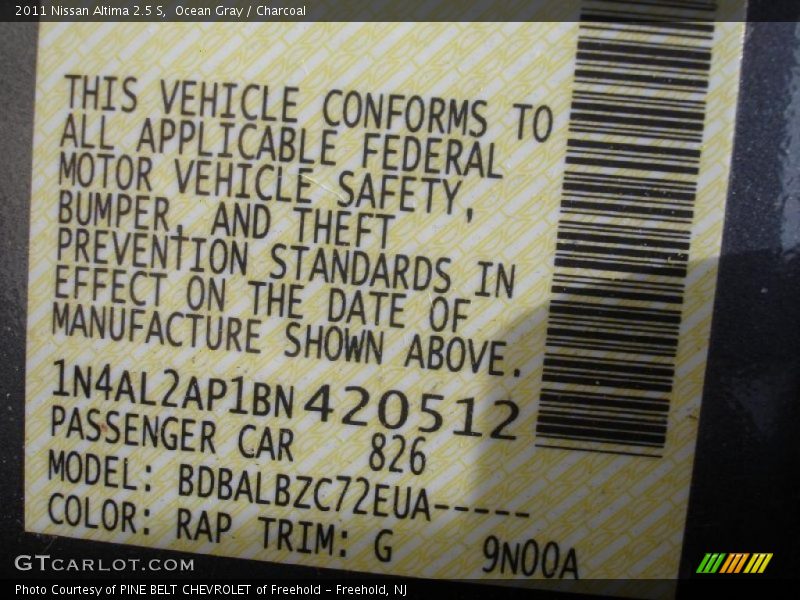 2011 Nissan Altima 2.5 S,  Ocean Gray / Charcoal
THIS VEHICLE CONFORMS TO
ALL APPLICABLE FEDERAL
MOTOR VEHICLE SAFETY,
BUMPER, AND THEFT
PREVENTION STANDARDS IN
EFFECT ON THE DATE OF
MANUFACTURE SHOWN ABOVE.
1N4AL2AP1BN420512
PASSENGER CAR 826
MODEL: BDBALBZC72EUA-----
COLOR: RAP TRIM: G 9N00A
GTCARLOT.COM
Photo Courtesy of PINE BELT CHEVROLET of Freehold - Freehold, NJ